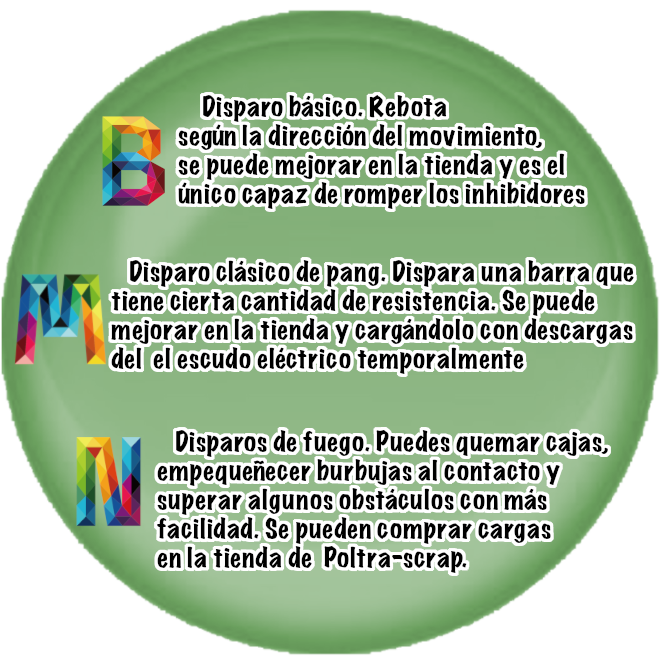 B
Disparo básico. Rebota
según la dirección del movimiento,
se puede mejorar en la tienda y es el
único capaz de romper los inhibidores
M
Disparo clásico de pang. Dispara una barra que
tiene cierta cantidad de resistencia. Se puede
mejorar en la tienda y cargándolo con descargas
del el escudo eléctrico temporalmente
N
Disparos de fuego. Puedes quemar cajas,
empequeñecer burbujas al contacto y
superar algunos obstáculos con más
facilidad. Se pueden comprar cargas
en la tienda de Poltra-scrap.